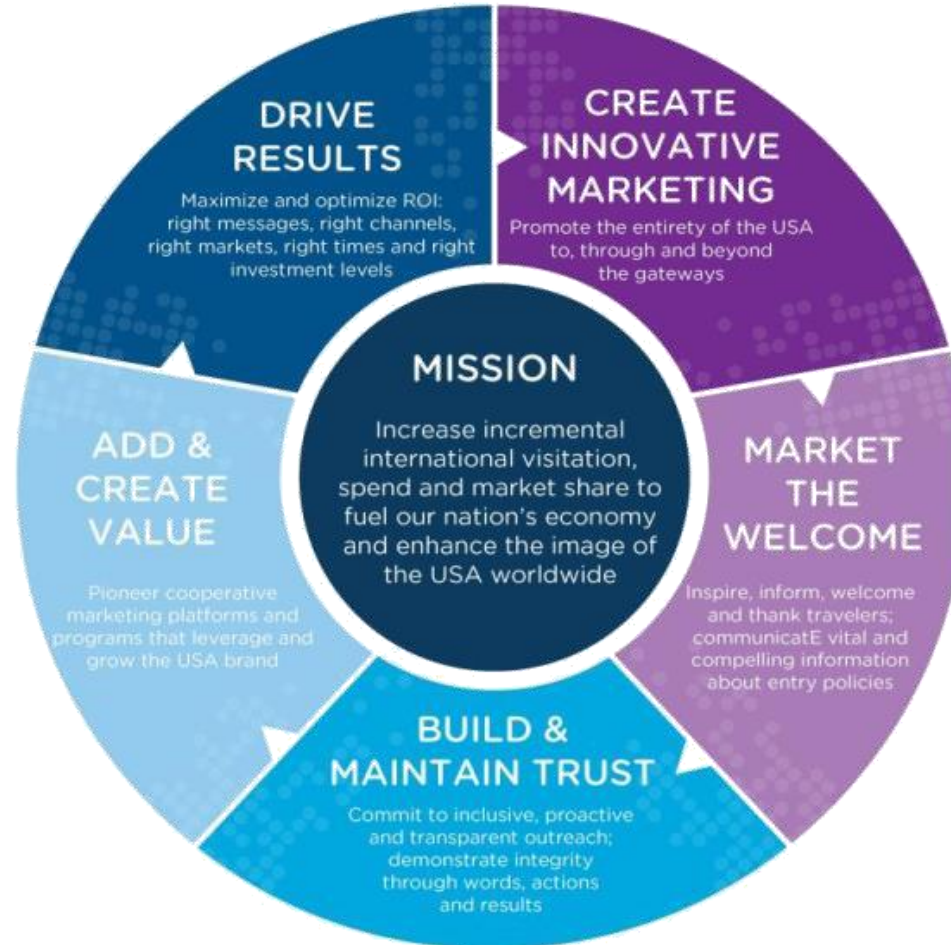 DRIVE
RESULTS
Maximize and optimize ROI:
right messages, right channels,
right markets, right times and right
investment levels
CREATE
INNOVATIVE
MARKETING
Promote the entirety of the USA
to, through and beyond
the gateways
MISSION
Increase incremental
international visitation,
spend and market share to
fuel our nation's economy
and enhance the image of
the USA worldwide
ADD &
CREATE
VALUE
Pioneer cooperative
marketing platforms and
programs that leverage and
grow the USA brand
MARKET
THE
WELCOME
Inspire, inform, welcome
and thank travelers;
communicatE vital and
compelling information
about entry policies
BUILD &
MAINTAIN TRUST
Commit to inclusive, proactive
and transparent outreach;
demonstrate integrity
through words, actions
and results